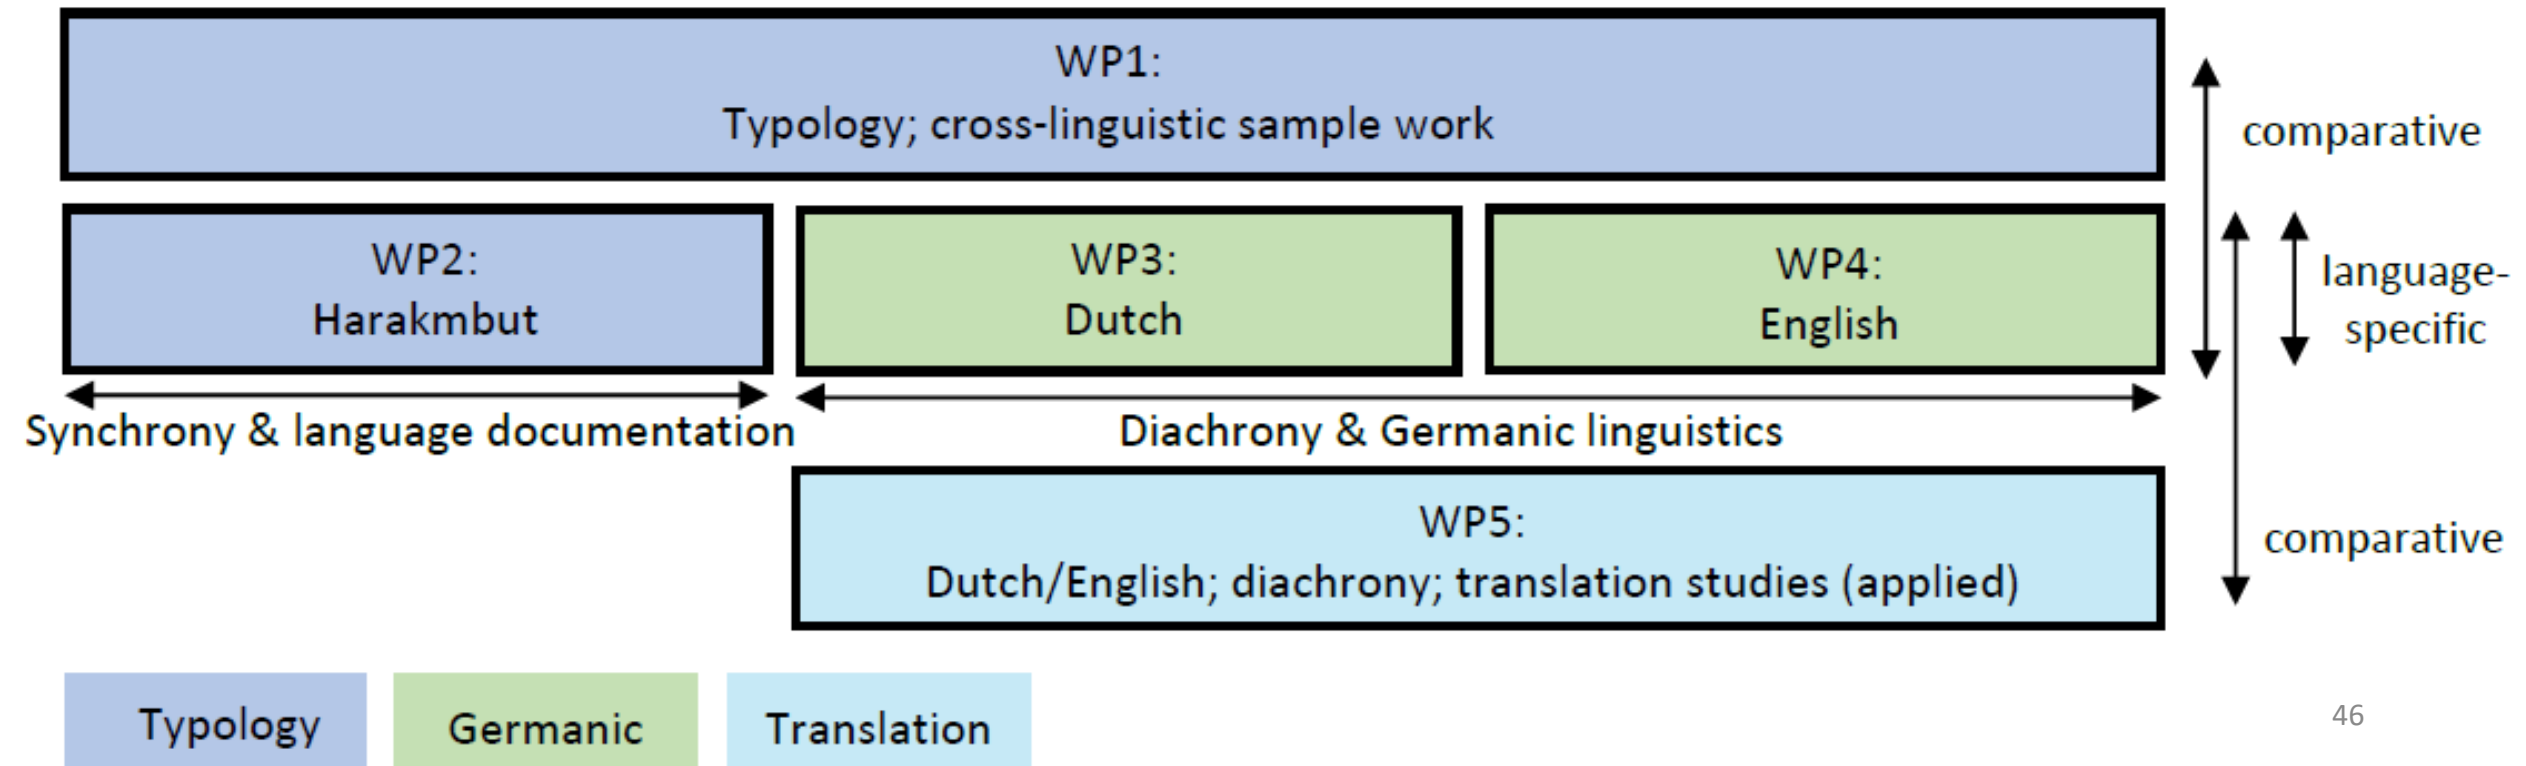 WP1:
Typology; cross-linguistic sample work
comparative
WP2:
Harakmbut
WP3:
Dutch
WP4:
English
language-
specific
Synchrony & language documentation
Diachrony & Germanic linguistics
WP5:
Dutch/English; diachrony; translation studies (applied)
comparative
Typology
Germanic
Translation
46